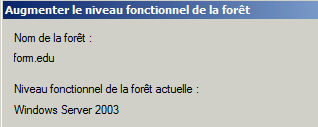 Augmenter le niveau fonctionnel de la forêt
Nom de la forêt :
form.edu
Niveau fonctionnel de la forêt actuelle :
Windows Server 2003